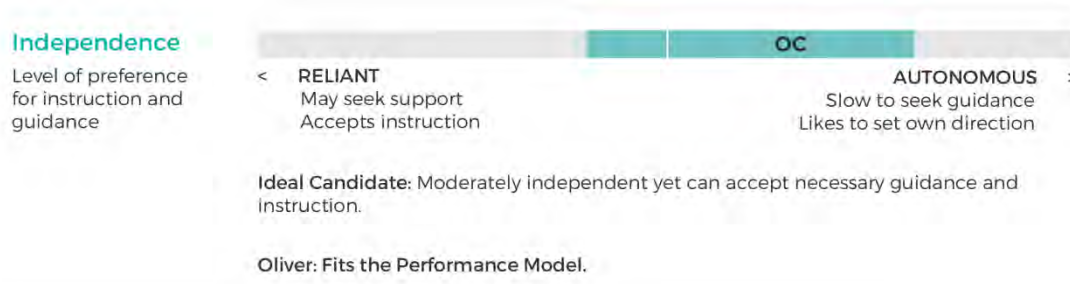 Independence
Level of preference
for instruction and
guidance
OC
< RELIANT
May seek support
Accepts instruction
AUTONOMOUS >
Slow to seek guidance
Likes to set own direction
Ideal Candidate: Moderately independent yet can accept necessary guidance and
instruction.
Oliver: Fits the Performance Model.